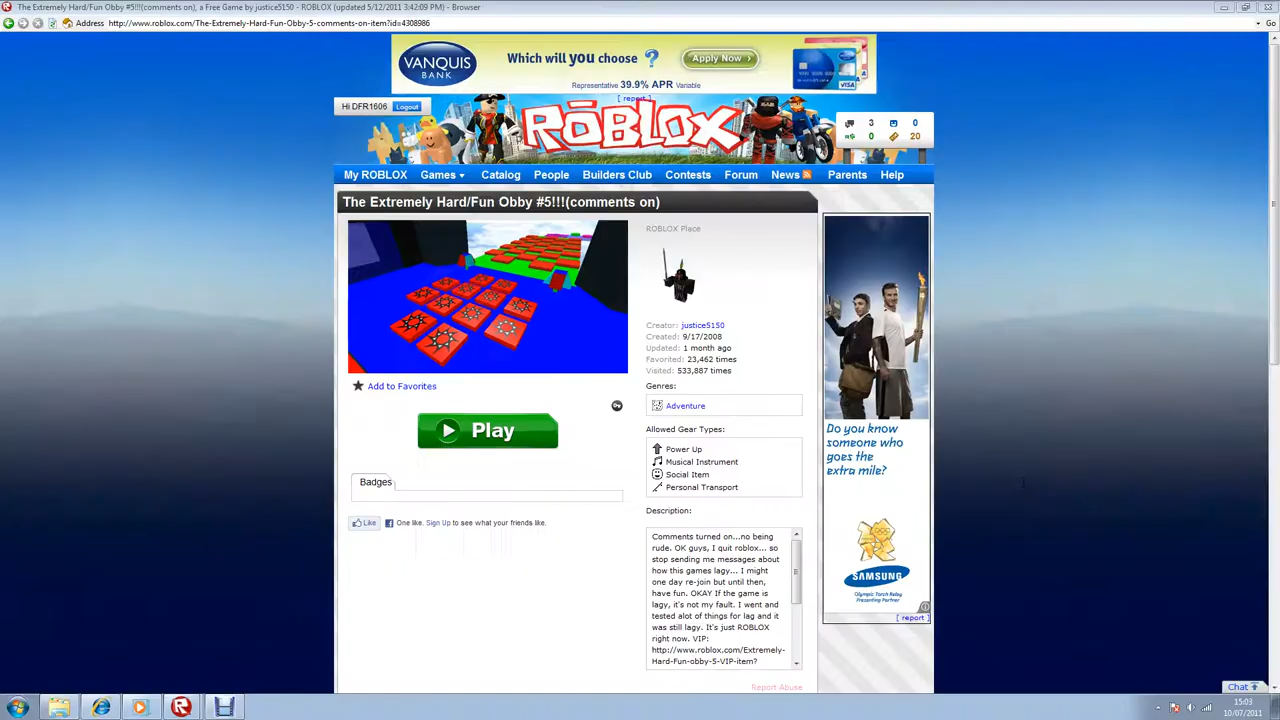 The Extremely Hard/Fun Obby #5!!!(comments on), a Free Game by justice5150 - ROBLOX (updated 5/12/2011 3:42:09 PM) - Browser
Address http://www.roblox.com/The-Extremely-Hard-Fun-Obby-5-comments-on-item?id=4308986
Go
VANQUIS BANK
Which will you choose ?
Apply Now ›
Representative 39.9% APR Variable
VISA
[ report ]
Hi DFR1606 Logout
ROBLOX
3 0
R$ 0 20
My ROBLOX Games Catalog People Builders Club Contests Forum News Parents Help
The Extremely Hard/Fun Obby #5!!!(comments on)
ROBLOX Place
Creator: justice5150
Created: 9/17/2008
Updated: 1 month ago
Favorited: 23,462 times
Visited: 533,887 times
Add to Favorites
Genres:
Adventure
Play
Allowed Gear Types:
Power Up
Musical Instrument
Social Item
Personal Transport
Badges
Description:
Like One like. Sign Up to see what your friends like.
Comments turned on...no being
rude. OK guys, I quit roblox... so
stop sending me messages about
how this games lagy... I might
one day re-join but until then,
have fun. OKAY If the game is
lagy, it's not my fault. I went and
tested alot of things for lag and it
was still lagy. It's just ROBLOX
right now. VIP:
http://www.roblox.com/Extremely-
Hard-Fun-obby-5-VIP-item?
Report Abuse
Do you know
someone who
goes the
extra mile?
SAMSUNG
Olympic Torch Relay
Presenting Partner
[ report ]
Chat
15:03
10/07/2011